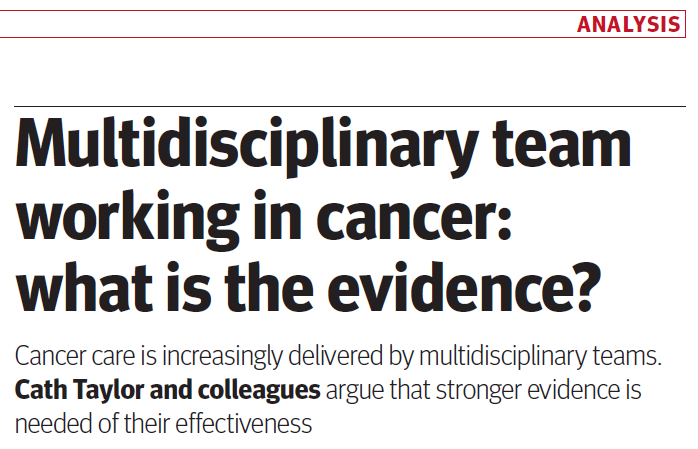 ANALYSIS
Multidisciplinary team
working in cancer:
what is the evidence?
Cancer care is increasingly delivered by multidisciplinary teams.
Cath Taylor and colleagues argue that stronger evidence is
needed of their effectiveness